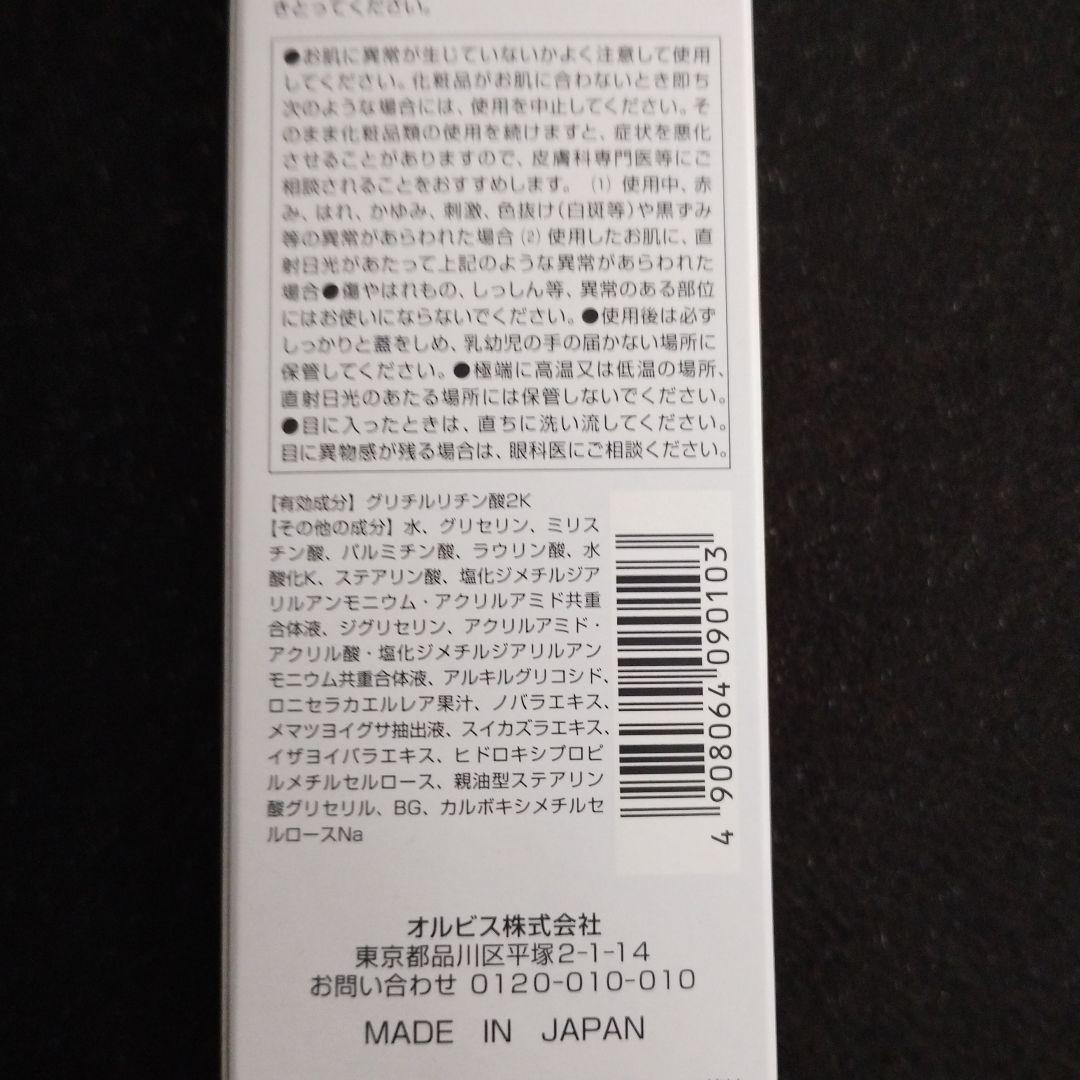 きとってください。
●お肌に異常が生じていないかよく注意して使用
してください。化粧品がお肌に合わないとき即ち
次のような場合には、使用を中止してください。そ
のまま化粧品類の使用を続けますと、症状を悪化
させることがありますので、皮膚科専門医等にご
相談されることをおすすめします。(1)使用中、赤
み、はれ、かゆみ、刺激、色抜け(白斑等)や黒ずみ
等の異常があらわれた場合(2)使用したお肌に、直
射日光があたって上記のような異常があらわれた
場合●傷やはれもの、しっしん等、異常のある部位
にはお使いにならないでください。●使用後は必ず
しっかりと蓋をしめ、乳幼児の手の届かない場所に
保管してください。●極端に高温又は低温の場所、
直射日光のあたる場所には保管しないでください。
●目に入ったときは、直ちに洗い流してください。
目に異物感が残る場合は、眼科医にご相談ください。
【有効成分】グリチルリチン酸2K
【その他の成分】水、グリセリン、ミリス
チン酸、パルミチン酸、ラウリン酸、水
酸化K、ステアリン酸、塩化ジメチルジア
リルアンモニウム・アクリルアミド共重
合体液、ジグリセリン、アクリルアミド・
アクリル酸・塩化ジメチルジアリルアン
モニウム共重合体液、アルキルグリコシド、
ロニセラカエルレア果汁、ノバラエキス、
メマツヨイグサ抽出液、スイカズラエキス、
イザヨイバラエキス、ヒドロキシプロピ
ルメチルセルロース、親油型ステアリン
酸グリセリル、BG、カルボキシメチルセ
ルロースNa
4 908064 090103
オルビス株式会社
東京都品川区平塚2-1-14
お問い合わせ 0120-010-010
MADE IN JAPAN